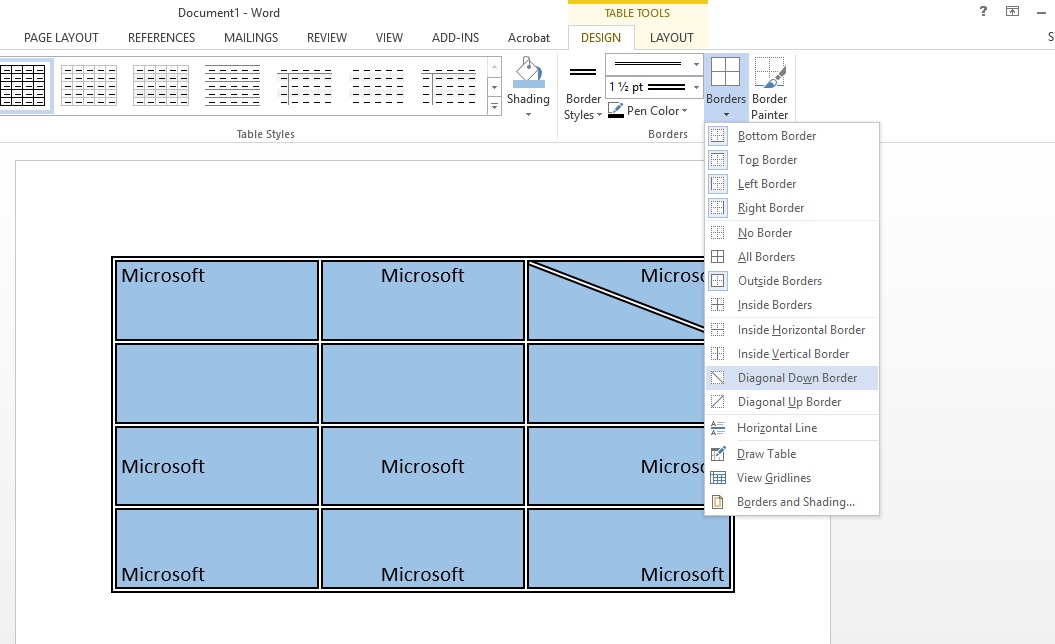 Document1 - Word
TABLE TOOLS
?
PAGE LAYOUT REFERENCES MAILINGS REVIEW VIEW ADD-INS Acrobat DESIGN LAYOUT S
Shading
Border Styles
1 ½ pt
Pen Color
Borders
Border Painter
Table Styles
Borders
Bottom Border
Top Border
Left Border
Right Border
No Border
All Borders
Outside Borders
Inside Borders
Inside Horizontal Border
Inside Vertical Border
Diagonal Down Border
Diagonal Up Border
Horizontal Line
Draw Table
View Gridlines
Borders and Shading...
Microsoft Microsoft Microso
Microsoft Microsoft Microso
Microsoft Microsoft Microsoft